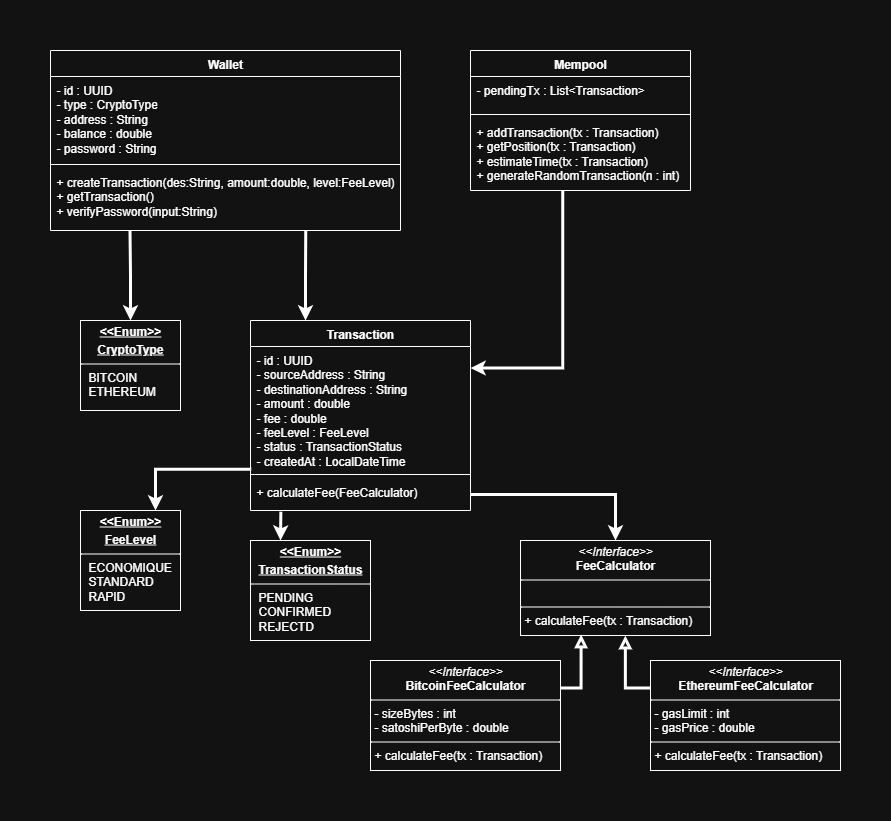 Wallet
- id : UUID
- type : CryptoType
- address : String
- balance : double
- password : String
+ createTransaction(des:String, amount:double, level:FeeLevel)
+ getTransaction()
+ verifyPassword(input:String)
Mempool
- pendingTx : List<Transaction>
+ addTransaction(tx : Transaction)
+ getPosition(tx : Transaction)
+ estimateTime(tx : Transaction)
+ generateRandomTransaction(n : int)
<<Enum>>
CryptoType
BITCOIN
ETHEREUM
Transaction
- id : UUID
- sourceAddress : String
- destinationAddress : String
- amount : double
- fee : double
- feeLevel : FeeLevel
- status : TransactionStatus
- createdAt : LocalDateTime
+ calculateFee(FeeCalculator)
<<Enum>>
FeeLevel
ECONOMIQUE
STANDARD
RAPID
<<Enum>>
TransactionStatus
PENDING
CONFIRMED
REJECTD
<<Interface>>
FeeCalculator
+ calculateFee(tx : Transaction)
<<Interface>>
BitcoinFeeCalculator
- sizeBytes : int
- satoshiPerByte : double
+ calculateFee(tx : Transaction)
<<Interface>>
EthereumFeeCalculator
- gasLimit : int
- gasPrice : double
+ calculateFee(tx : Transaction)